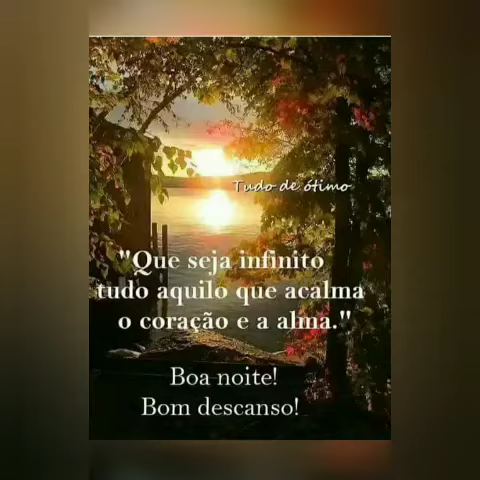 Tudo de ótimo
"Que seja infinito
tudo aquilo que acalma
o coração e a alma."
Boa noite!
Bom descanso!